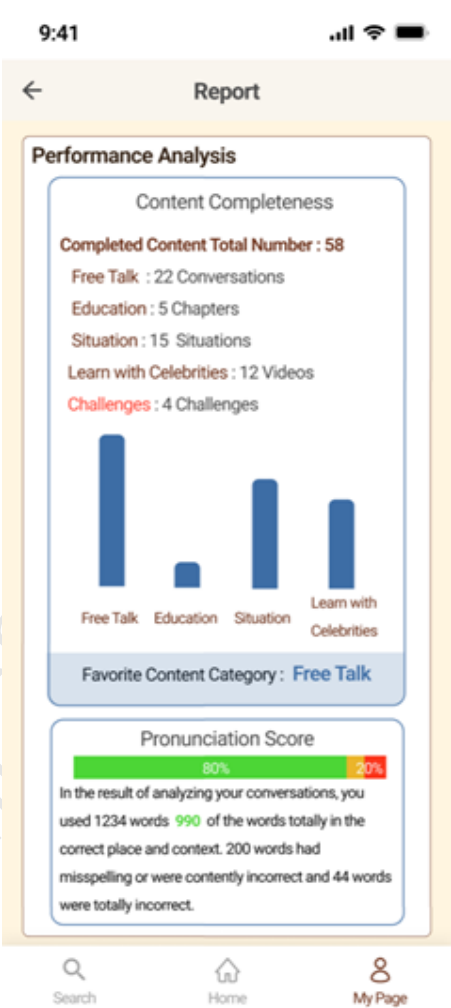 9:41
Report
Performance Analysis
Content Completeness
Completed Content Total Number : 58
Free Talk : 22 Conversations
Education : 5 Chapters
Situation : 15 Situations
Learn with Celebrities : 12 Videos
Challenges : 4 Challenges
Free Talk Education Situation Learn with
Celebrities
Favorite Content Category : Free Talk
Pronunciation Score
80% 20%
In the result of analyzing your conversations, you
used 1234 words 990 of the words totally in the
correct place and context. 200 words had
misspelling or were contently incorrect and 44 words
were totally incorrect.
Search Home My Page